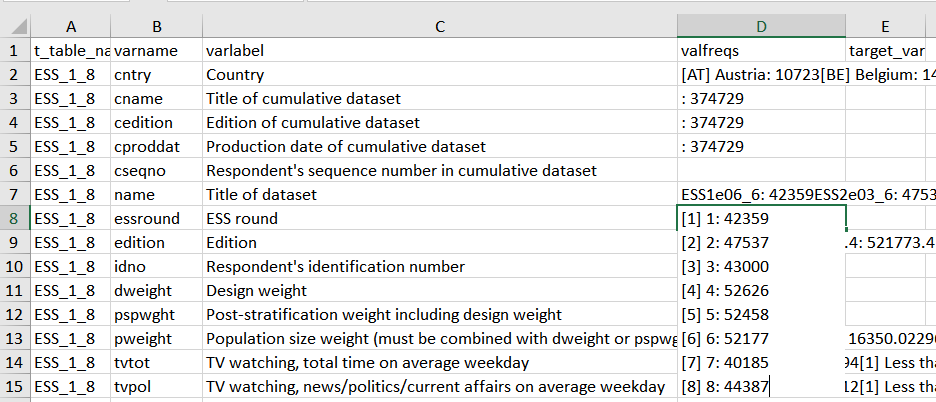 A B C D E
1 t_table_na varname varlabel valfreqs target_var
2 ESS_1_8 cntry Country [AT] Austria: 10723[BE] Belgium: 14
3 ESS_1_8 cname Title of cumulative dataset : 374729
4 ESS_1_8 cedition Edition of cumulative dataset : 374729
5 ESS_1_8 cproddat Production date of cumulative dataset : 374729
6 ESS_1_8 cseqno Respondent's sequence number in cumulative dataset
7 ESS_1_8 name Title of dataset ESS1e06_6: 42359ESS2e03_6: 4753
8 ESS_1_8 essround ESS round [1] 1: 42359
9 ESS_1_8 edition Edition [2] 2: 47537 .4: 521773.4
10 ESS_1_8 idno Respondent's identification number [3] 3: 43000
11 ESS_1_8 dweight Design weight [4] 4: 52626
12 ESS_1_8 pspwght Post-stratification weight including design weight [5] 5: 52458
13 ESS_1_8 pweight Population size weight (must be combined with dweight or pspwg [6] 6: 52177 16350.0229
14 ESS_1_8 tvtot TV watching, total time on average weekday [7] 7: 40185 94[1] Less tha
15 ESS_1_8 tvpol TV watching, news/politics/current affairs on average weekday [8] 8: 44387 12[1] Less tha